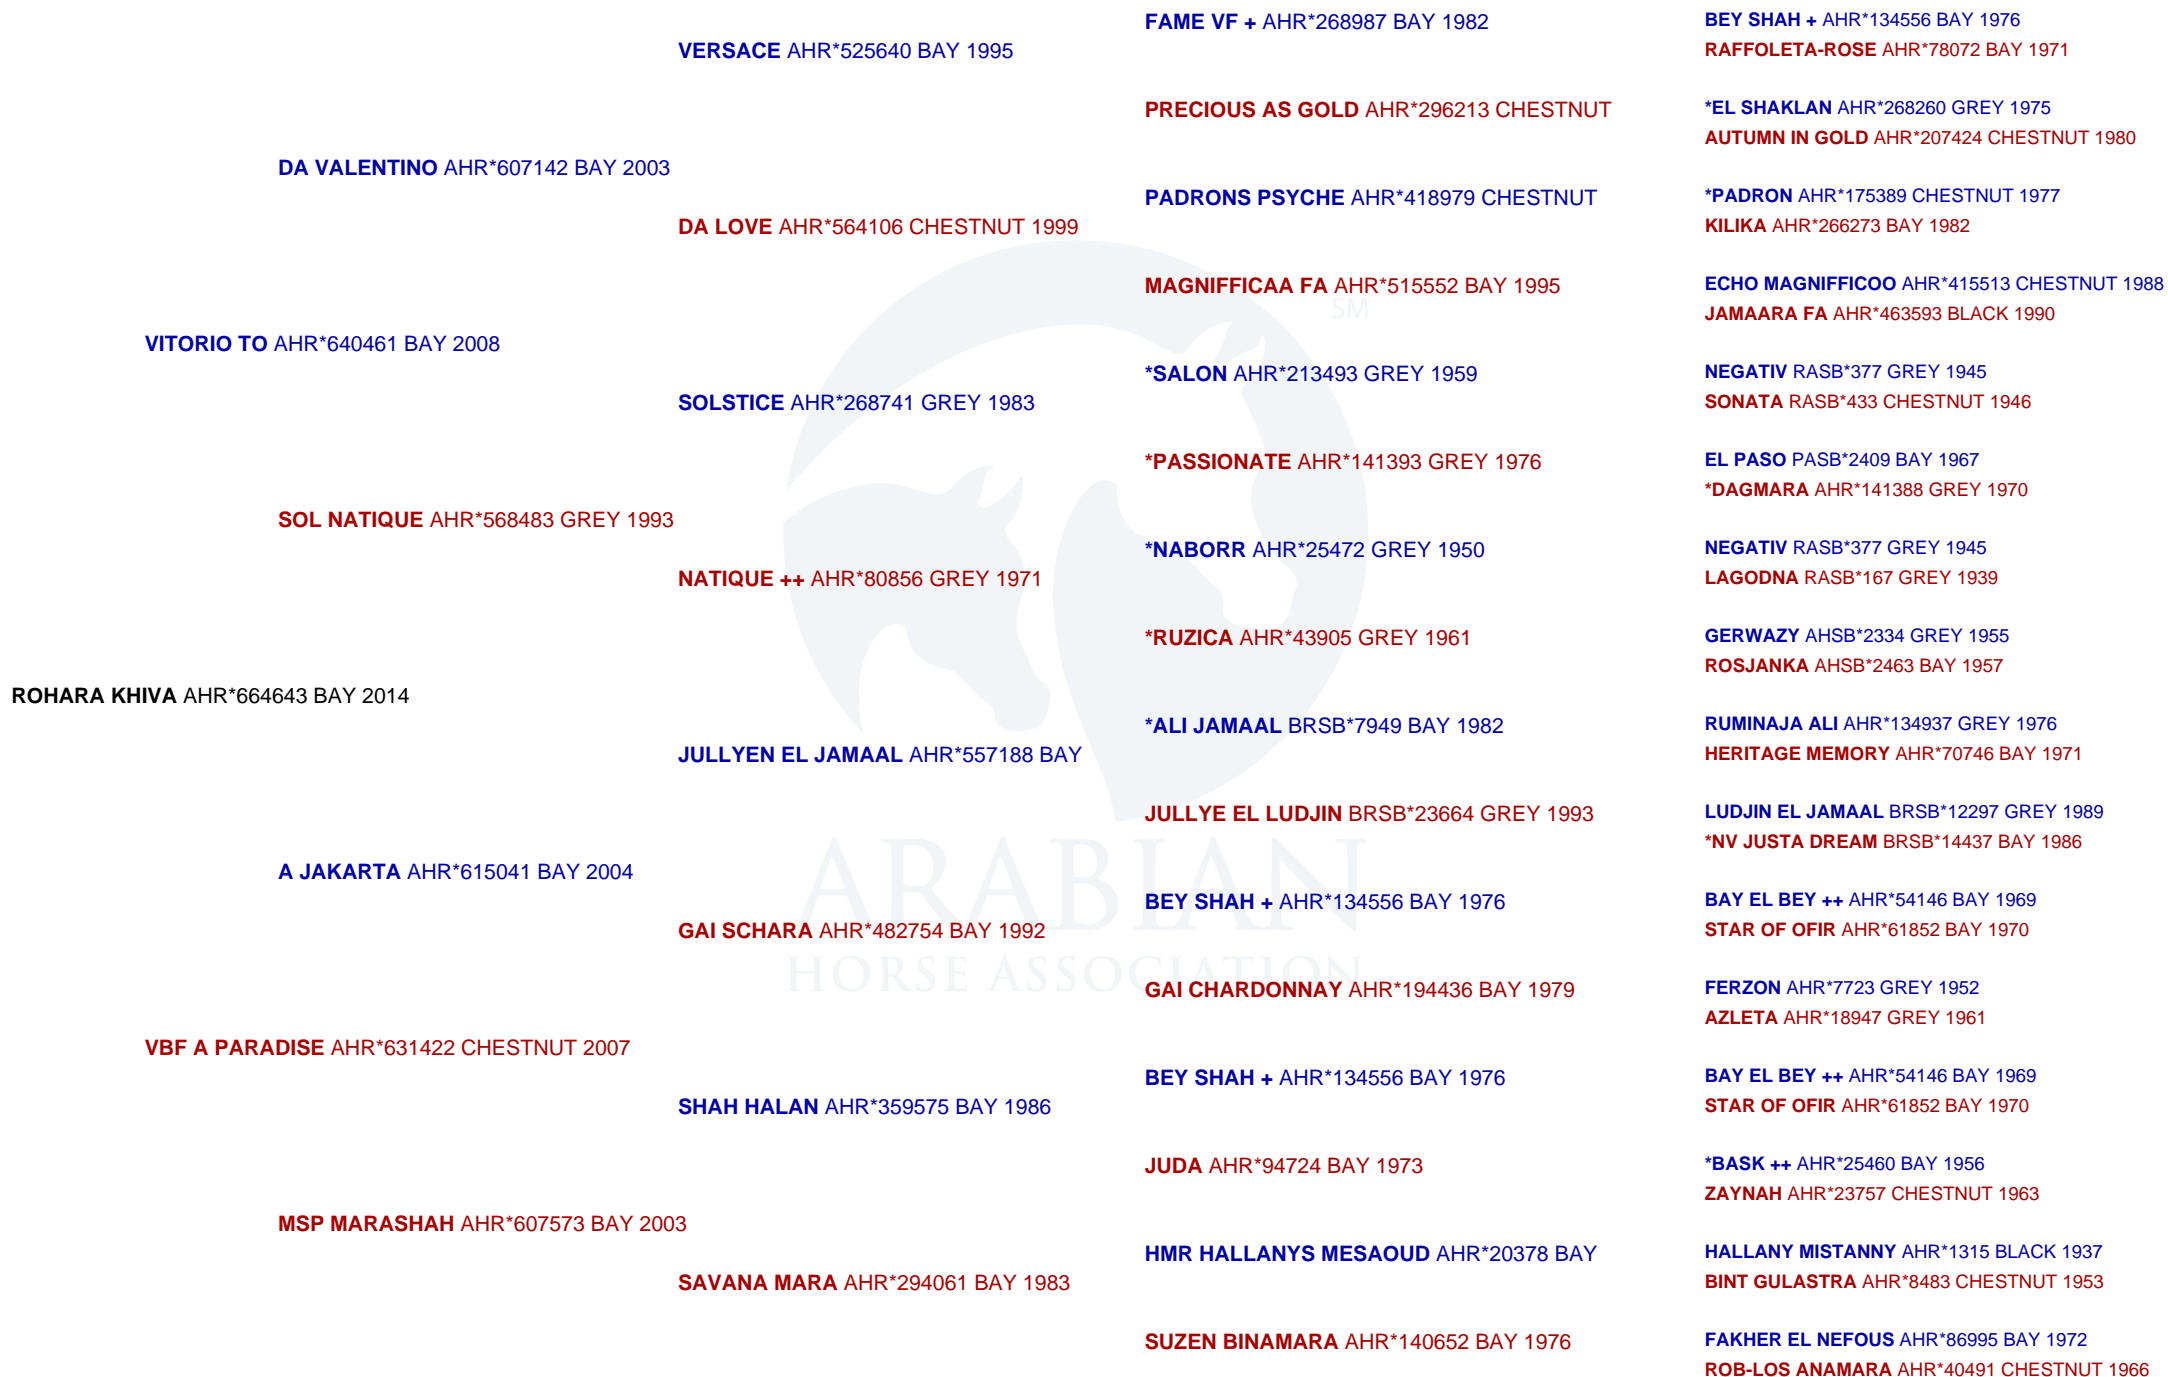 FAME VF + AHR*268987 BAY 1982
BEY SHAH + AHR*134556 BAY 1976
VERSACE AHR*525640 BAY 1995
RAFFOLETA-ROSE AHR*78072 BAY 1971
PRECIOUS AS GOLD AHR*296213 CHESTNUT
*EL SHAKLAN AHR*268260 GREY 1975
AUTUMN IN GOLD AHR*207424 CHESTNUT 1980
DA VALENTINO AHR*607142 BAY 2003
PADRONS PSYCHE AHR*418979 CHESTNUT
*PADRON AHR*175389 CHESTNUT 1977
DA LOVE AHR*564106 CHESTNUT 1999
KILIKA AHR*266273 BAY 1982
MAGNIFFICAA FA AHR*515552 BAY 1995
ECHO MAGNIFFICOO AHR*415513 CHESTNUT 1988
SM
JAMAARA FA AHR*463593 BLACK 1990
VITORIO TO AHR*640461 BAY 2008
*SALON AHR*213493 GREY 1959
NEGATIV RASB*377 GREY 1945
SOLSTICE AHR*268741 GREY 1983
SONATA RASB*433 CHESTNUT 1946
*PASSIONATE AHR*141393 GREY 1976
EL PASO PASB*2409 BAY 1967
*DAGMARA AHR*141388 GREY 1970
SOL NATIQUE AHR*568483 GREY 1993
*NABORR AHR*25472 GREY 1950
NEGATIV RASB*377 GREY 1945
NATIQUE ++ AHR*80856 GREY 1971
LAGODNA RASB*167 GREY 1939
*RUZICA AHR*43905 GREY 1961
GERWAZY AHSB*2334 GREY 1955
ROSJANKA AHSB*2463 BAY 1957
ROHARA KHIVA AHR*664643 BAY 2014
*ALI JAMAAL BRSB*7949 BAY 1982
RUMINAJA ALI AHR*134937 GREY 1976
JULLYEN EL JAMAAL AHR*557188 BAY
HERITAGE MEMORY AHR*70746 BAY 1971
JULLYE EL LUDJIN BRSB*23664 GREY 1993
LUDJIN EL JAMAAL BRSB*12297 GREY 1989
*NV JUSTA DREAM BRSB*14437 BAY 1986
A JAKARTA AHR*615041 BAY 2004
ARABIAN
BEY SHAH + AHR*134556 BAY 1976
BAY EL BEY ++ AHR*54146 BAY 1969
GAI SCHARA AHR*482754 BAY 1992
STAR OF OFIR AHR*61852 BAY 1970
HORSE ASSOCIATION
GAI CHARDONNAY AHR*194436 BAY 1979
FERZON AHR*7723 GREY 1952
AZLETA AHR*18947 GREY 1961
VBF A PARADISE AHR*631422 CHESTNUT 2007
BEY SHAH + AHR*134556 BAY 1976
BAY EL BEY ++ AHR*54146 BAY 1969
SHAH HALAN AHR*359575 BAY 1986
STAR OF OFIR AHR*61852 BAY 1970
JUDA AHR*94724 BAY 1973
*BASK ++ AHR*25460 BAY 1956
ZAYNAH AHR*23757 CHESTNUT 1963
MSP MARASHAH AHR*607573 BAY 2003
HMR HALLANYS MESAOUD AHR*20378 BAY
HALLANY MISTANNY AHR*1315 BLACK 1937
SAVANA MARA AHR*294061 BAY 1983
BINT GULASTRA AHR*8483 CHESTNUT 1953
SUZEN BINAMARA AHR*140652 BAY 1976
FAKHER EL NEFOUS AHR*86995 BAY 1972
ROB-LOS ANAMARA AHR*40491 CHESTNUT 1966